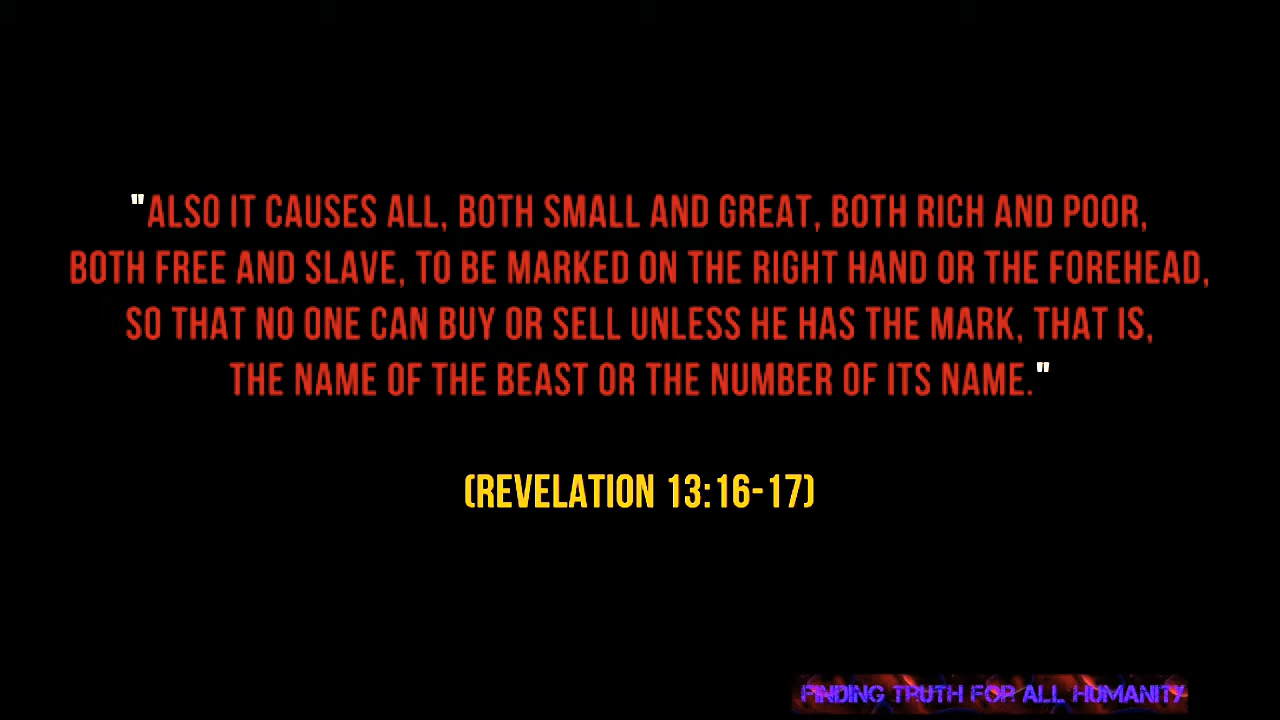 "ALSO IT CAUSES ALL, BOTH SMALL AND GREAT, BOTH RICH AND POOR,
BOTH FREE AND SLAVE, TO BE MARKED ON THE RIGHT HAND OR THE FOREHEAD,
SO THAT NO ONE CAN BUY OR SELL UNLESS HE HAS THE MARK, THAT IS,
THE NAME OF THE BEAST OR THE NUMBER OF ITS NAME."
(REVELATION 13:16-17)
FINDING TRUTH FOR ALL HUMANITY